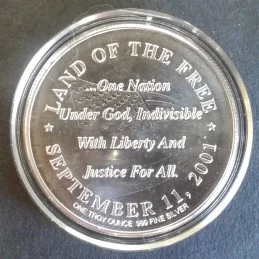 LAND OF THE FREE
...One Nation
Under God, Indivisible
With Liberty And
Justice For All.
SEPTEMBER 11, 2001
ONE TROY OUNCE 999 FINE SILVER